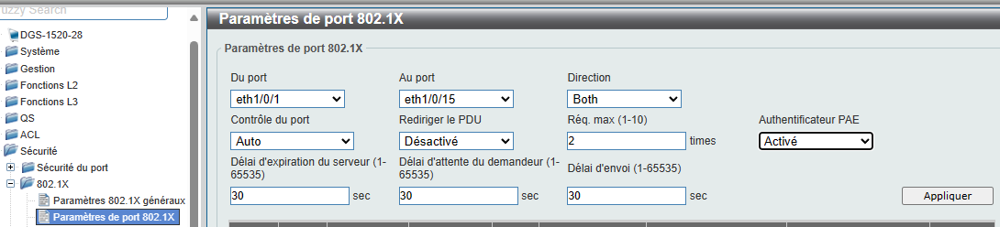 uzzy Search
DGS-1520-28
Système
Gestion
Fonctions L2
Fonctions L3
QS
ACL
Sécurité
Sécurité du port
802.1X
Paramètres 802.1X généraux
Paramètres de port 802.1X
Paramètres de port 802.1X
Paramètres de port 802.1X
Du port Au port Direction
eth1/0/1 eth1/0/15 Both
Contrôle du port Rediriger le PDU Réq. max (1-10) Authentificateur PAE
Auto Désactivé 2 times Activé
Délai d'expiration du serveur (1-65535) Délai d'attente du demandeur (1-65535) Délai d'envoi (1-65535)
30 sec 30 sec 30 sec Appliquer